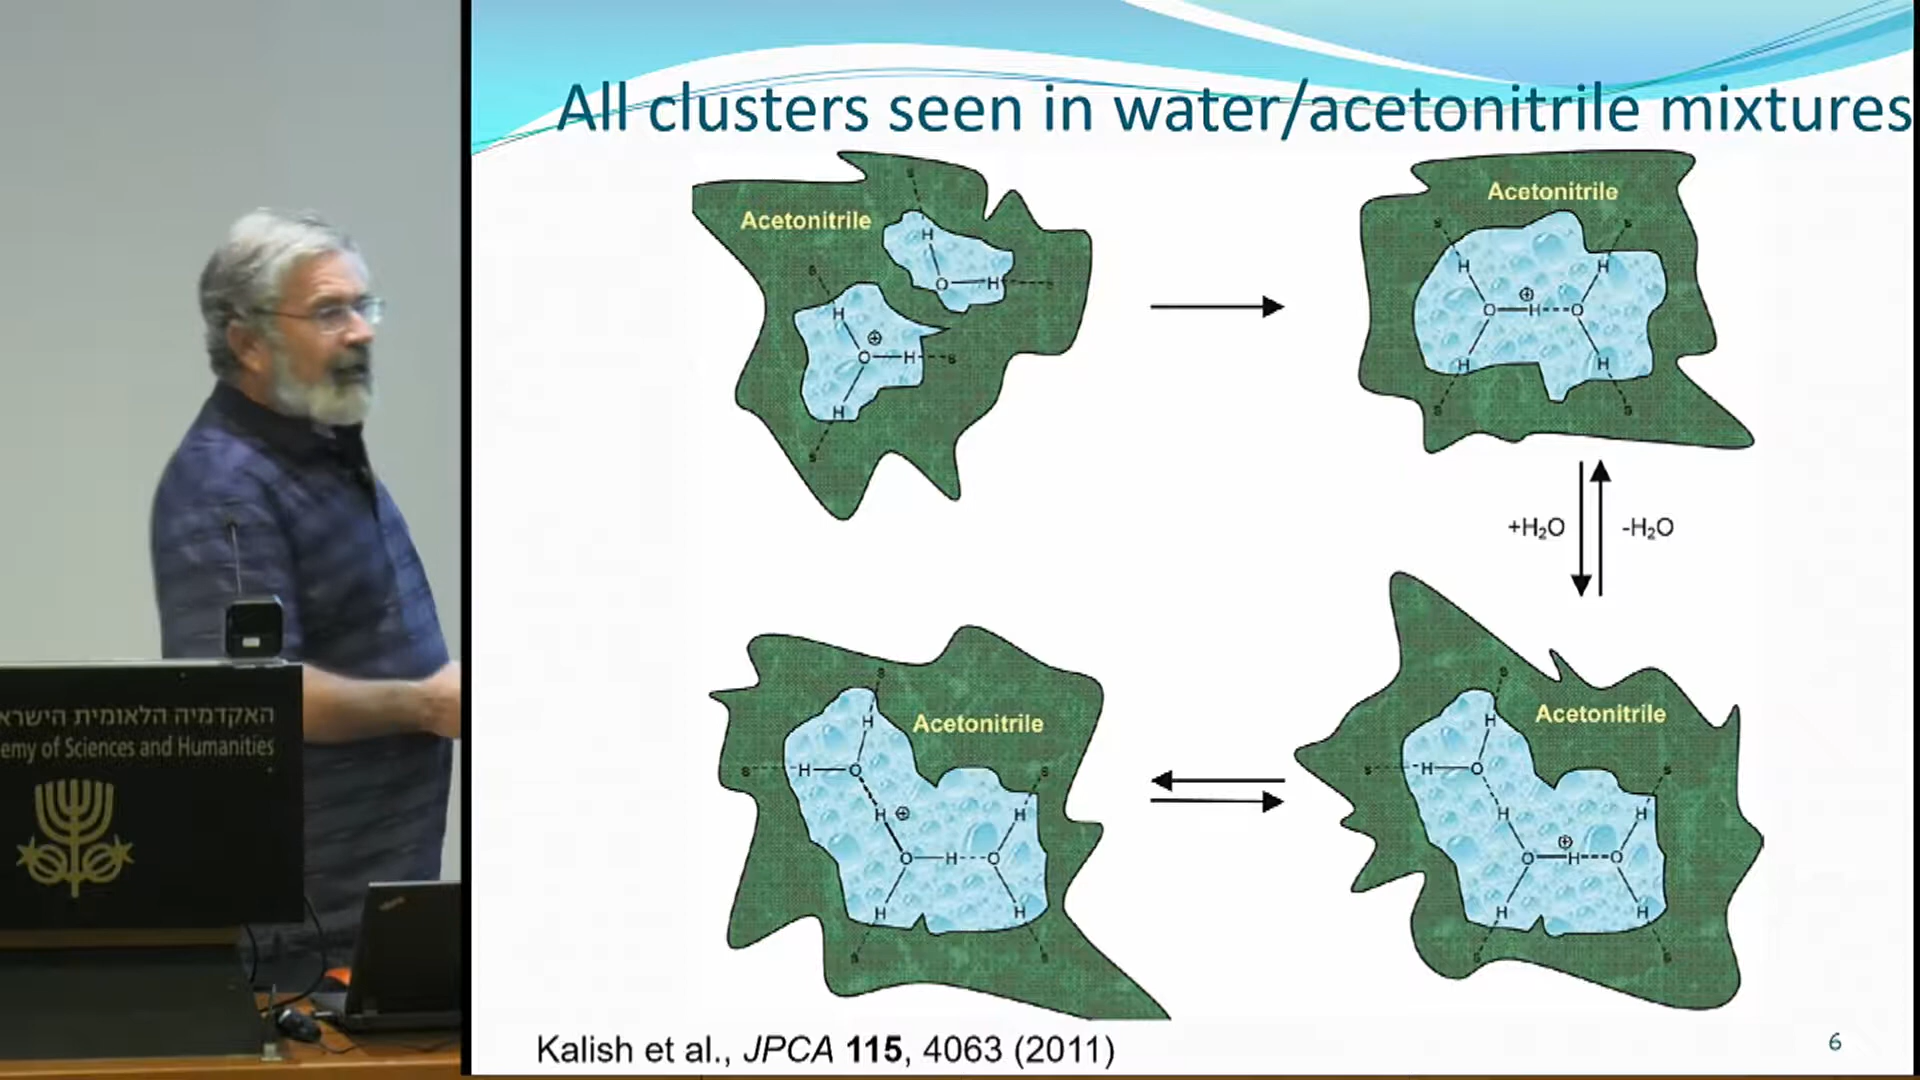 All clusters seen in water/acetonitrile mixtures
Acetonitrile
s
H
O
H
s
s
H
⊕
O
H
s
H
s
Acetonitrile
s
s
H
H
⊕
O
H
O
H
H
s
s
+H₂O
-H₂O
Acetonitrile
s
H
s
H
O
s
H
⊕
H
O
H
O
H
H
s
s
Acetonitrile
s
H
s
H
O
s
H
H
⊕
O
H
O
H
H
s
s
Kalish et al., JPCA 115, 4063 (2011)
6
האקדמיה הלאומית הישרא
emy of Sciences and Humanities